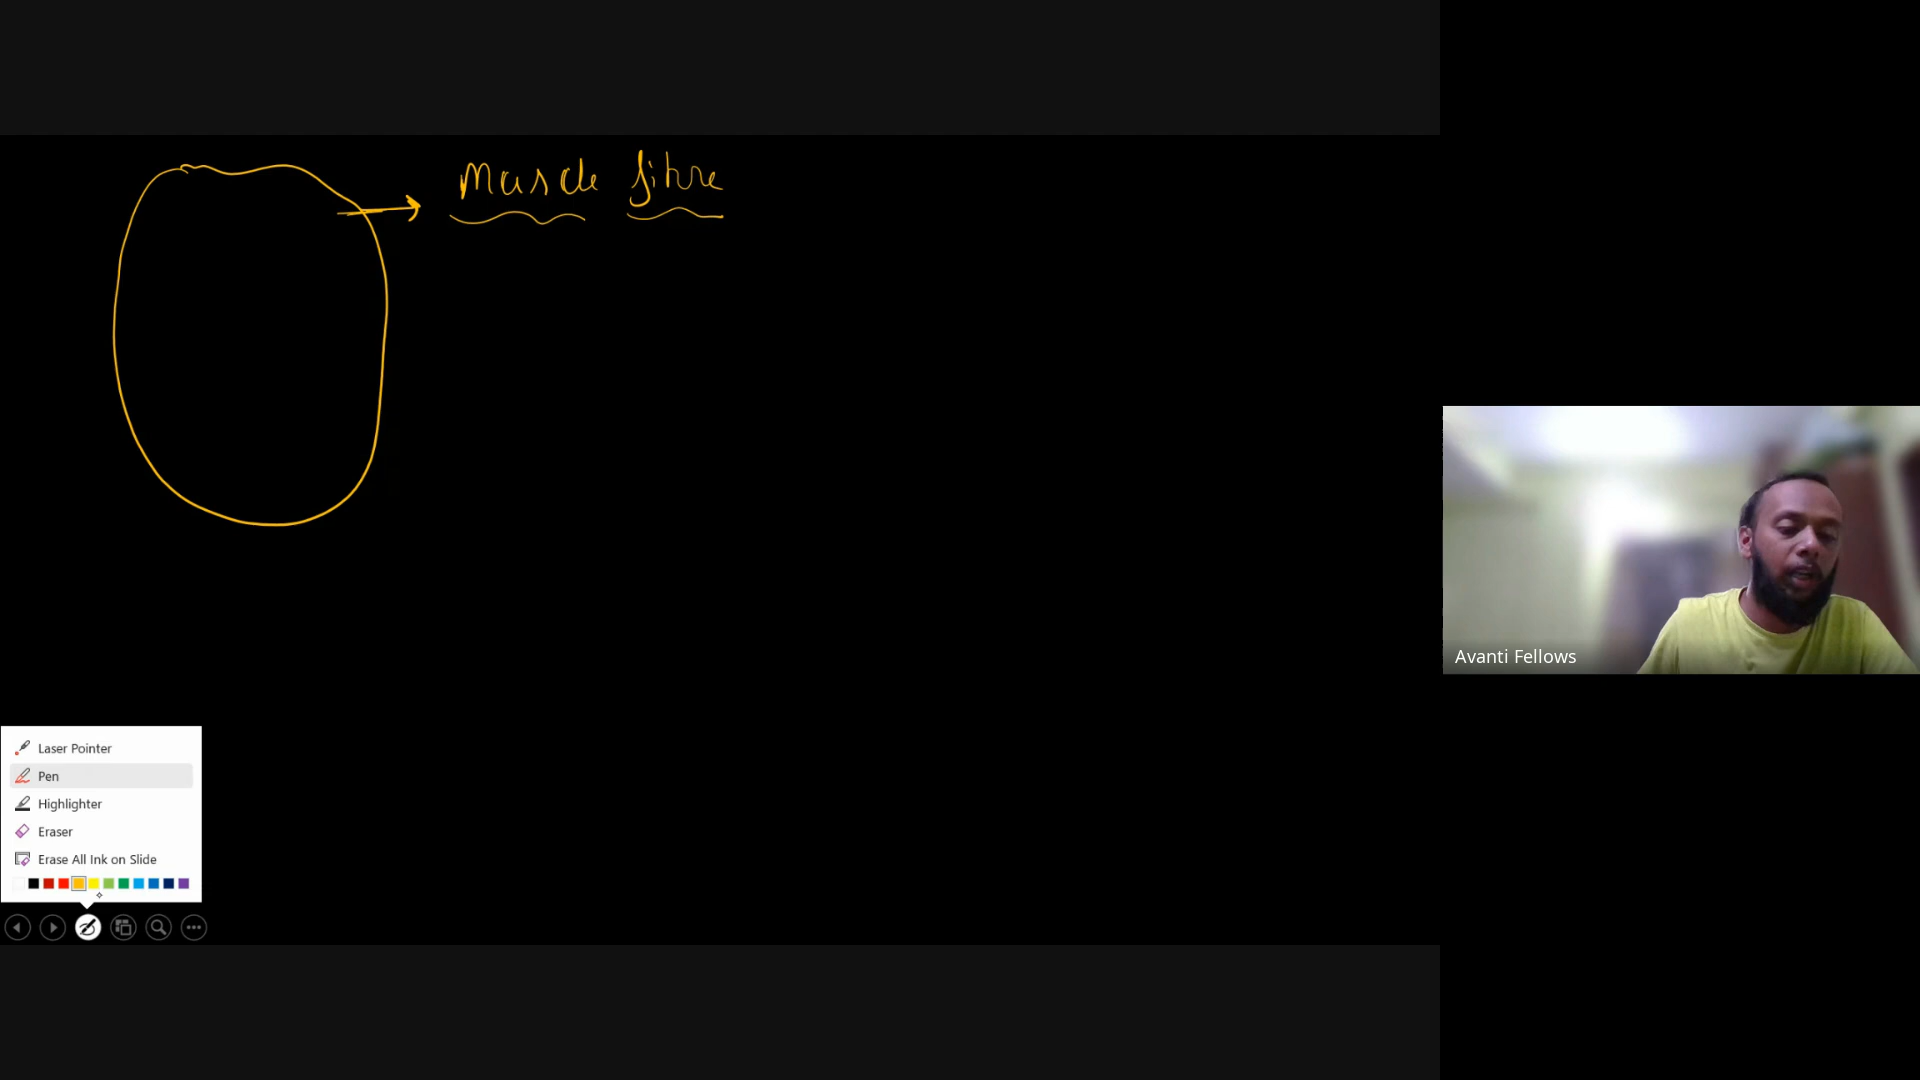 Muscle fibre
Avanti Fellows
Laser Pointer
Pen
Highlighter
Eraser
Erase All Ink on Slide